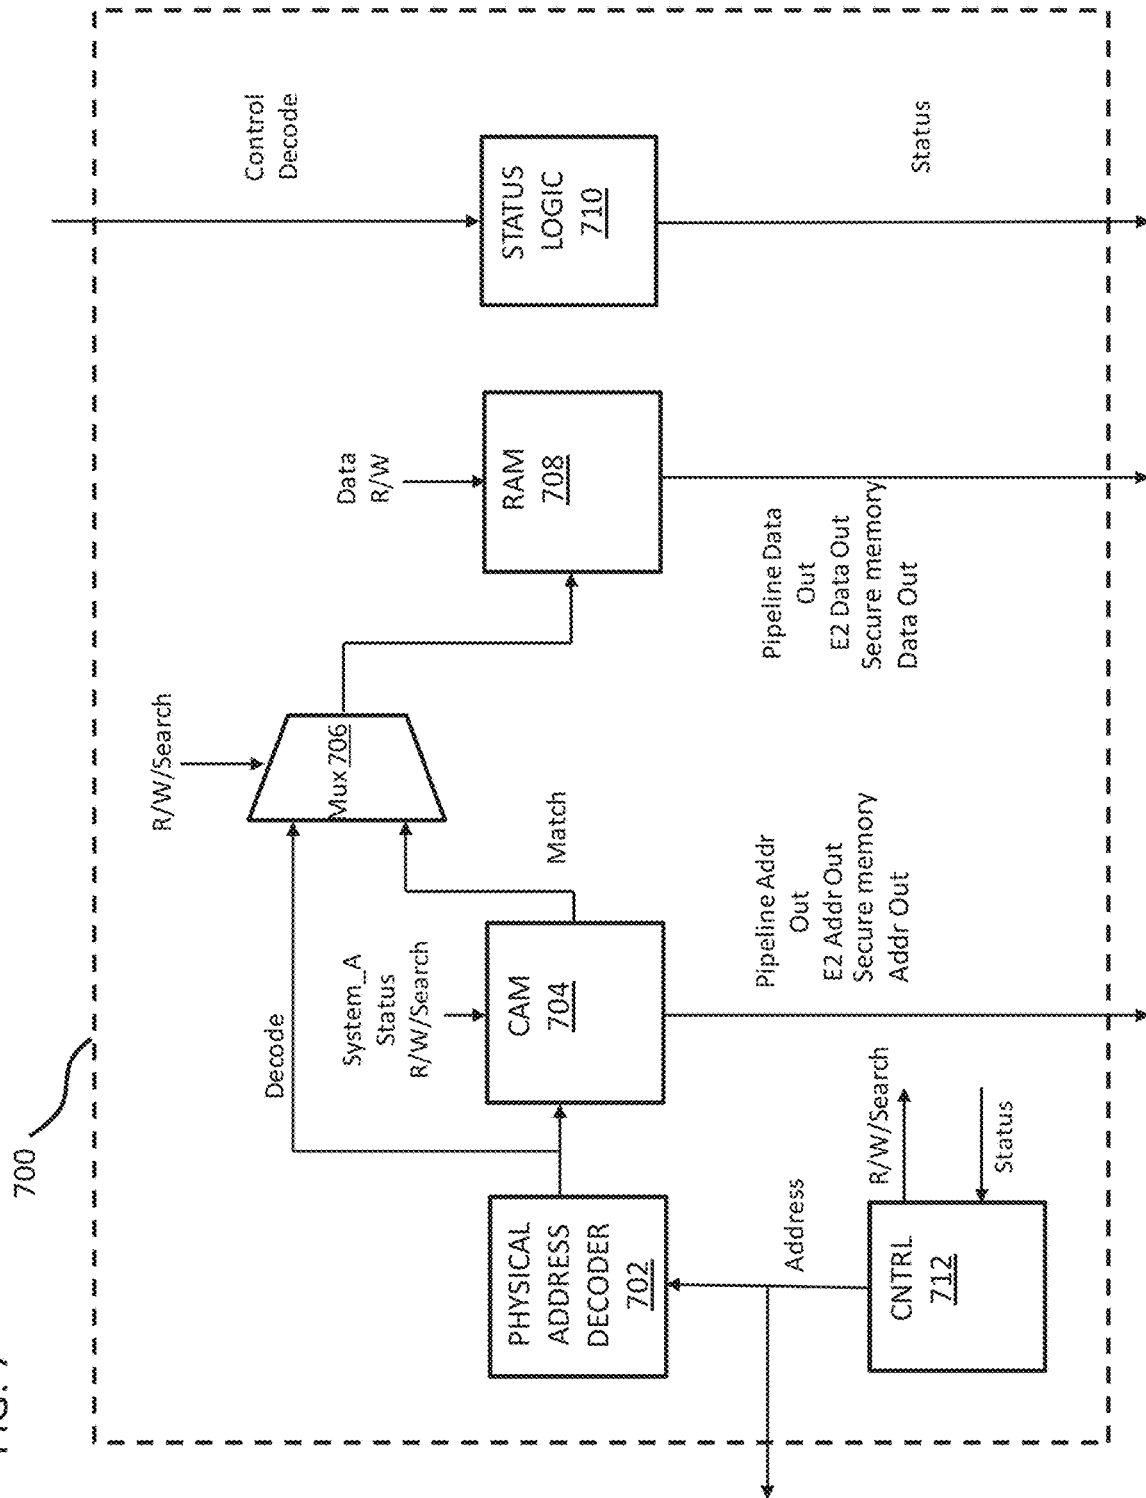 700
R/W/Search
Control
Decode
Decode
Mux 706
Data
R/W
System_A
Status
R/W/Search
PHYSICAL
ADDRESS
DECODER
702
CAM
704
Match
RAM
708
STATUS
LOGIC
710
Address
CNTRL
712
R/W/Search
Status
Pipeline Addr
Out
E2 Addr Out
Secure memory
Addr Out
Pipeline Data
Out
E2 Data Out
Secure memory
Data Out
Status